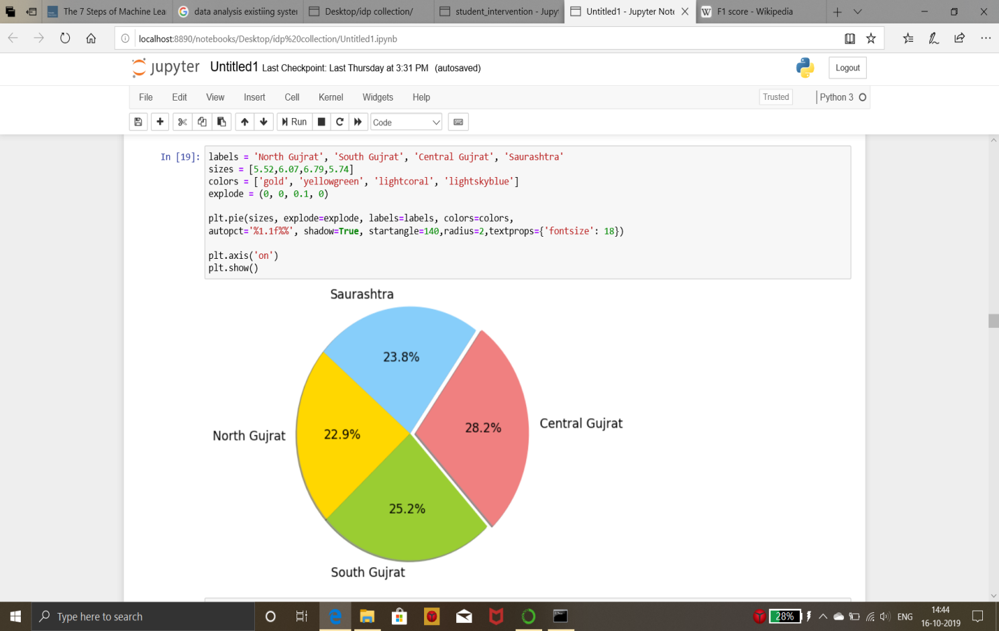 The 7 Steps of Machine Lea
data analysis existiing syster
Desktop/idp collection/
student_intervention - Jupyt
Untitled1 - Jupyter Note
F1 score - Wikipedia
localhost:8890/notebooks/Desktop/idp%20collection/Untitled1.ipynb
jupyter Untitled1 Last Checkpoint: Last Thursday at 3:31 PM (autosaved)
Logout
File Edit View Insert Cell Kernel Widgets Help
Trusted
Python 3
Run
Code
In [19]:
labels = 'North Gujrat', 'South Gujrat', 'Central Gujrat', 'Saurashtra'
sizes = [5.52,6.07,6.79,5.74]
colors = ['gold', 'yellowgreen', 'lightcoral', 'lightskyblue']
explode = (0, 0, 0.1, 0)
plt.pie(sizes, explode=explode, labels=labels, colors=colors,
autopct='%1.1f%%', shadow=True, startangle=140,radius=2,textprops={'fontsize': 18})
plt.axis('on')
plt.show()
Saurashtra
23.8%
North Gujrat
22.9%
28.2%
Central Gujrat
25.2%
South Gujrat
Type here to search
28%
ENG
14:44
16-10-2019